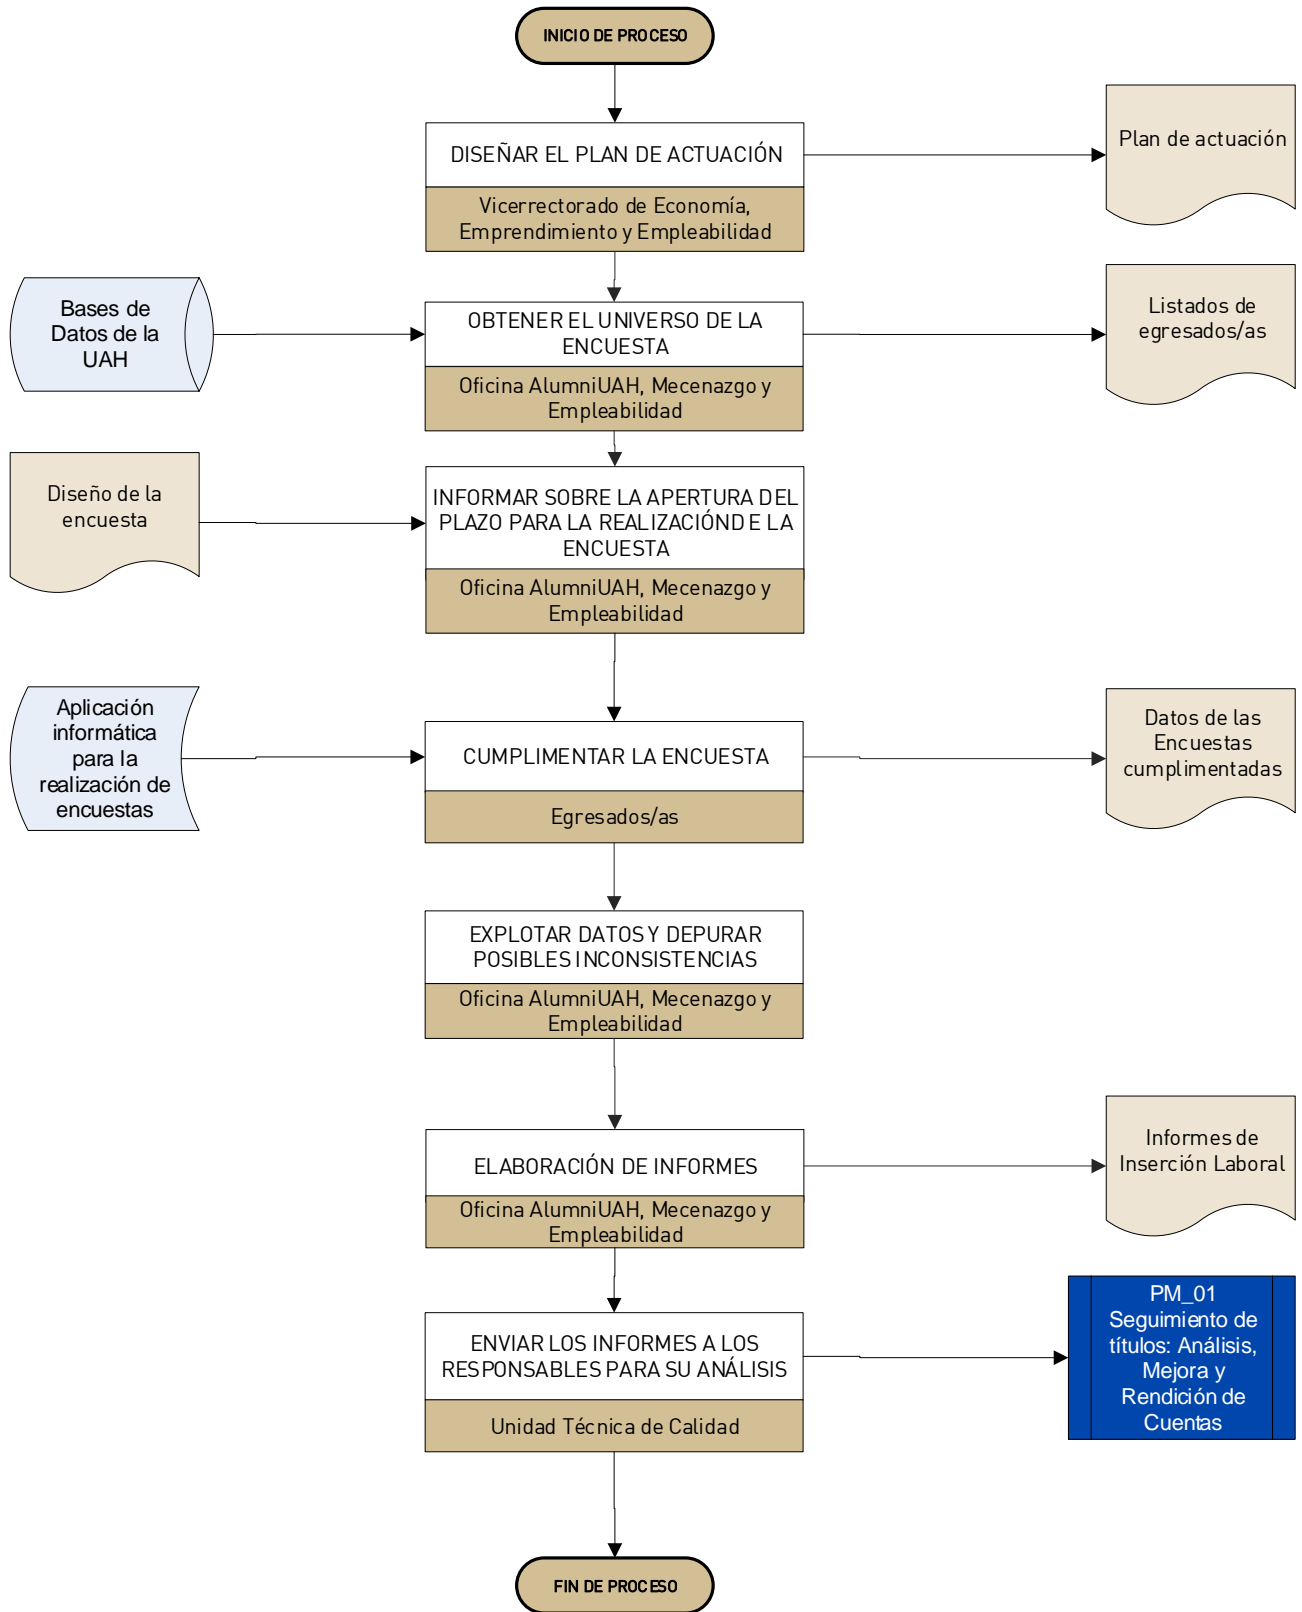 INICIO DE PROCESO
DISEÑAR EL PLAN DE ACTUACIÓN
Vicerrectorado de Economía,
Emprendimiento y Empleabilidad
Plan de actuación
Bases de
Datos de la
UAH
OBTENER EL UNIVERSO DE LA
ENCUESTA
Oficina AlumniUAH, Mecenazgo y
Empleabilidad
Listados de
egresados/as
Diseño de la
encuesta
INFORMAR SOBRE LA APERTURA DEL
PLAZO PARA LA REALIZACIÓND E LA
ENCUESTA
Oficina AlumniUAH, Mecenazgo y
Empleabilidad
Aplicación
informática
para la
realización de
encuestas
CUMPLIMENTAR LA ENCUESTA
Egresados/as
Datos de las
Encuestas
cumplimentadas
EXPLOTAR DATOS Y DEPURAR
POSIBLES INCONSISTENCIAS
Oficina AlumniUAH, Mecenazgo y
Empleabilidad
ELABORACIÓN DE INFORMES
Oficina AlumniUAH, Mecenazgo y
Empleabilidad
Informes de
Inserción Laboral
ENVIAR LOS INFORMES A LOS
RESPONSABLES PARA SU ANÁLISIS
Unidad Técnica de Calidad
PM_01
Seguimiento de
títulos: Análisis,
Mejora y
Rendición de
Cuentas
FIN DE PROCESO